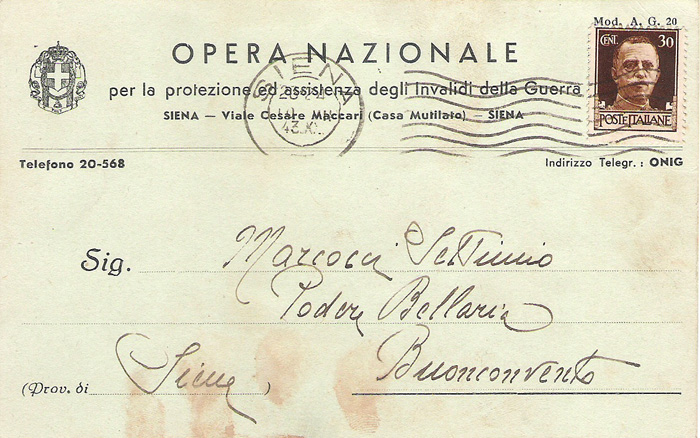 Mod. A. G. 20
OPERA NAZIONALE
CENT. 30
per la protezione ed assistenza degli Invalidi della Guerra
SIENA — Viale Cesare Maccari (Casa Mutilato) — SIENA
POSTE ITALIANE
SIENA
43.XI
Telefono 20-568
Indirizzo Telegr. : ONIG
Sig. Marcocci Settimio
Podere Bellaria
Buonconvento
(Prov. di Siena)